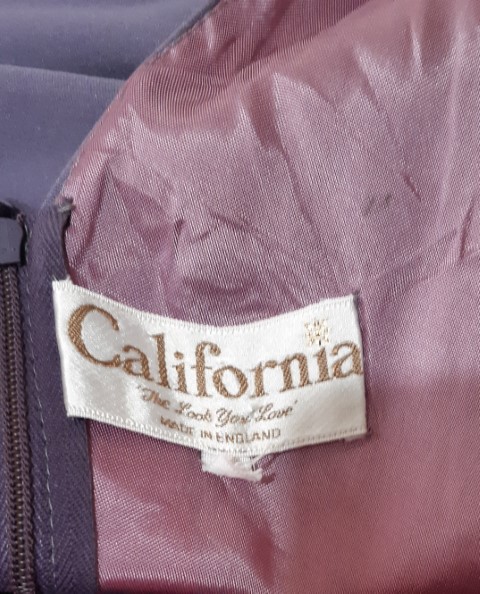 California
'The Look You Love'
MADE IN ENGLAND